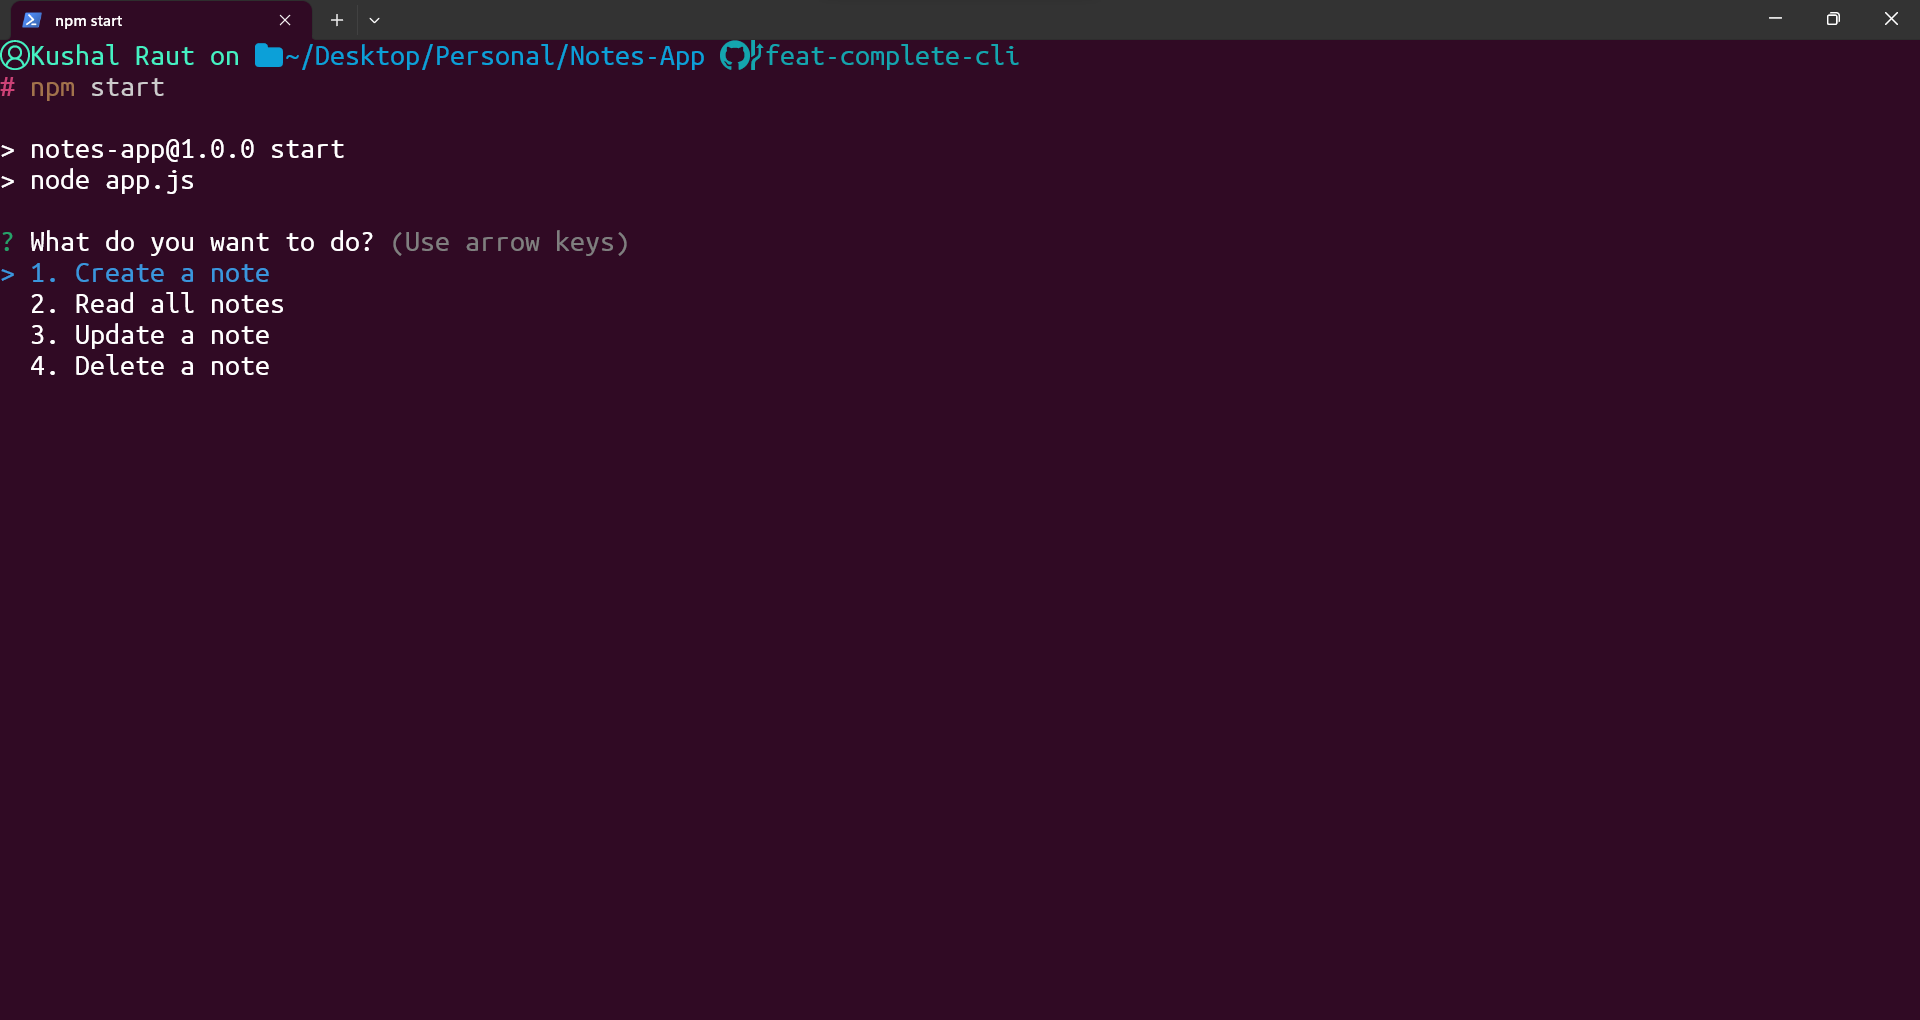 npm start
Kushal Raut on ~/Desktop/Personal/Notes-App feat-complete-cli
# npm start
> notes-app@1.0.0 start
> node app.js
? What do you want to do? (Use arrow keys)
> 1. Create a note
2. Read all notes
3. Update a note
4. Delete a note